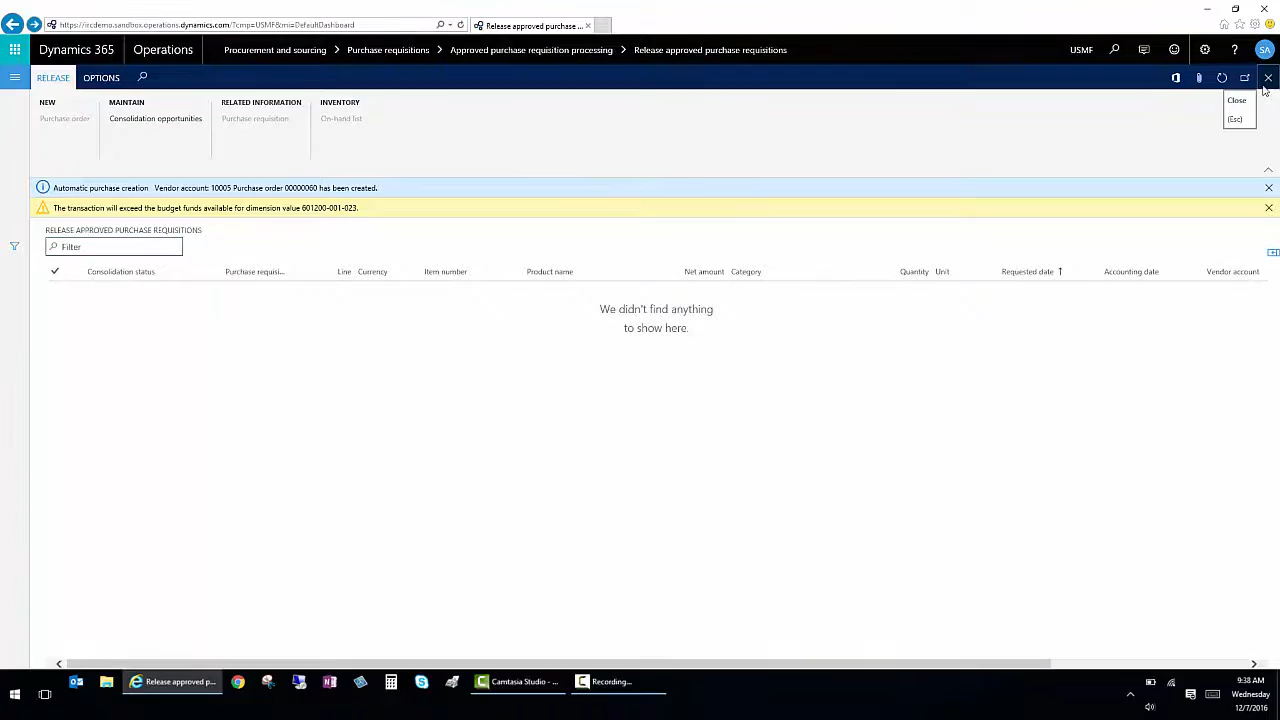 https://ircdemo.sandbox.operations.dynamics.com/?cmp=USMF&mi=DefaultDashboard
Release approved purchase ...
Dynamics 365
Operations
Procurement and sourcing
Purchase requisitions
Approved purchase requisition processing
Release approved purchase requisitions
USMF
SA
RELEASE
OPTIONS
NEW
MAINTAIN
RELATED INFORMATION
INVENTORY
Close
(Esc)
Purchase order
Consolidation opportunities
Purchase requisition
On-hand list
Automatic purchase creation Vendor account: 10005 Purchase order 00000060 has been created.
The transaction will exceed the budget funds available for dimension value 601200-001-023.
RELEASE APPROVED PURCHASE REQUISITIONS
Filter
Consolidation status
Purchase requisi...
Line
Currency
Item number
Product name
Net amount
Category
Quantity
Unit
Requested date
Accounting date
Vendor account
We didn't find anything
to show here.
Release approved p...
Camtasia Studio - ...
Recording...
9:38 AM
Wednesday
12/7/2016